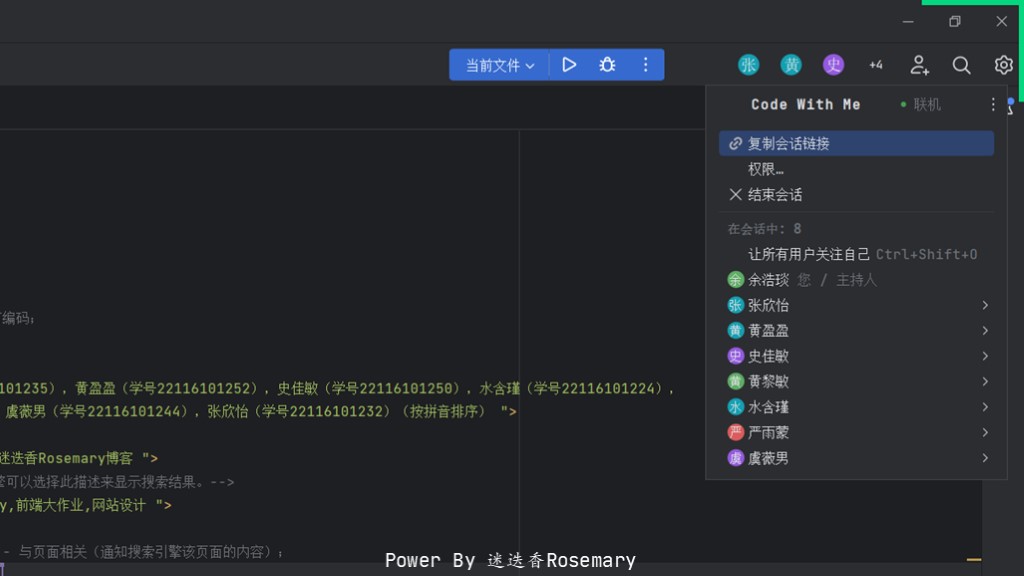 当前文件
张 黄 史 +4
Code With Me 联机
复制会话链接
权限…
结束会话
在会话中: 8
让所有用户关注自己 Ctrl+Shift+O
余 余浩琰 您 / 主持人
张 张欣怡
黄 黄盈盈
史 史佳敏
黄 黄黎敏
水 水含瑾
严 严雨蒙
虞 虞薇男
编码:
101235), 黄盈盈 (学号22116101252), 史佳敏 (学号22116101250), 水含瑾 (学号22116101224),
虞薇男 (学号22116101244), 张欣怡 (学号22116101232) (按拼音排序) ">
迷迭香Rosemary博客 ">
可以选择此描述来显示搜索结果。-->
y,前端大作业,网站设计 ">
- 与页面相关 (通知搜索引擎该页面的内容) :
Power By 迷迭香Rosemary